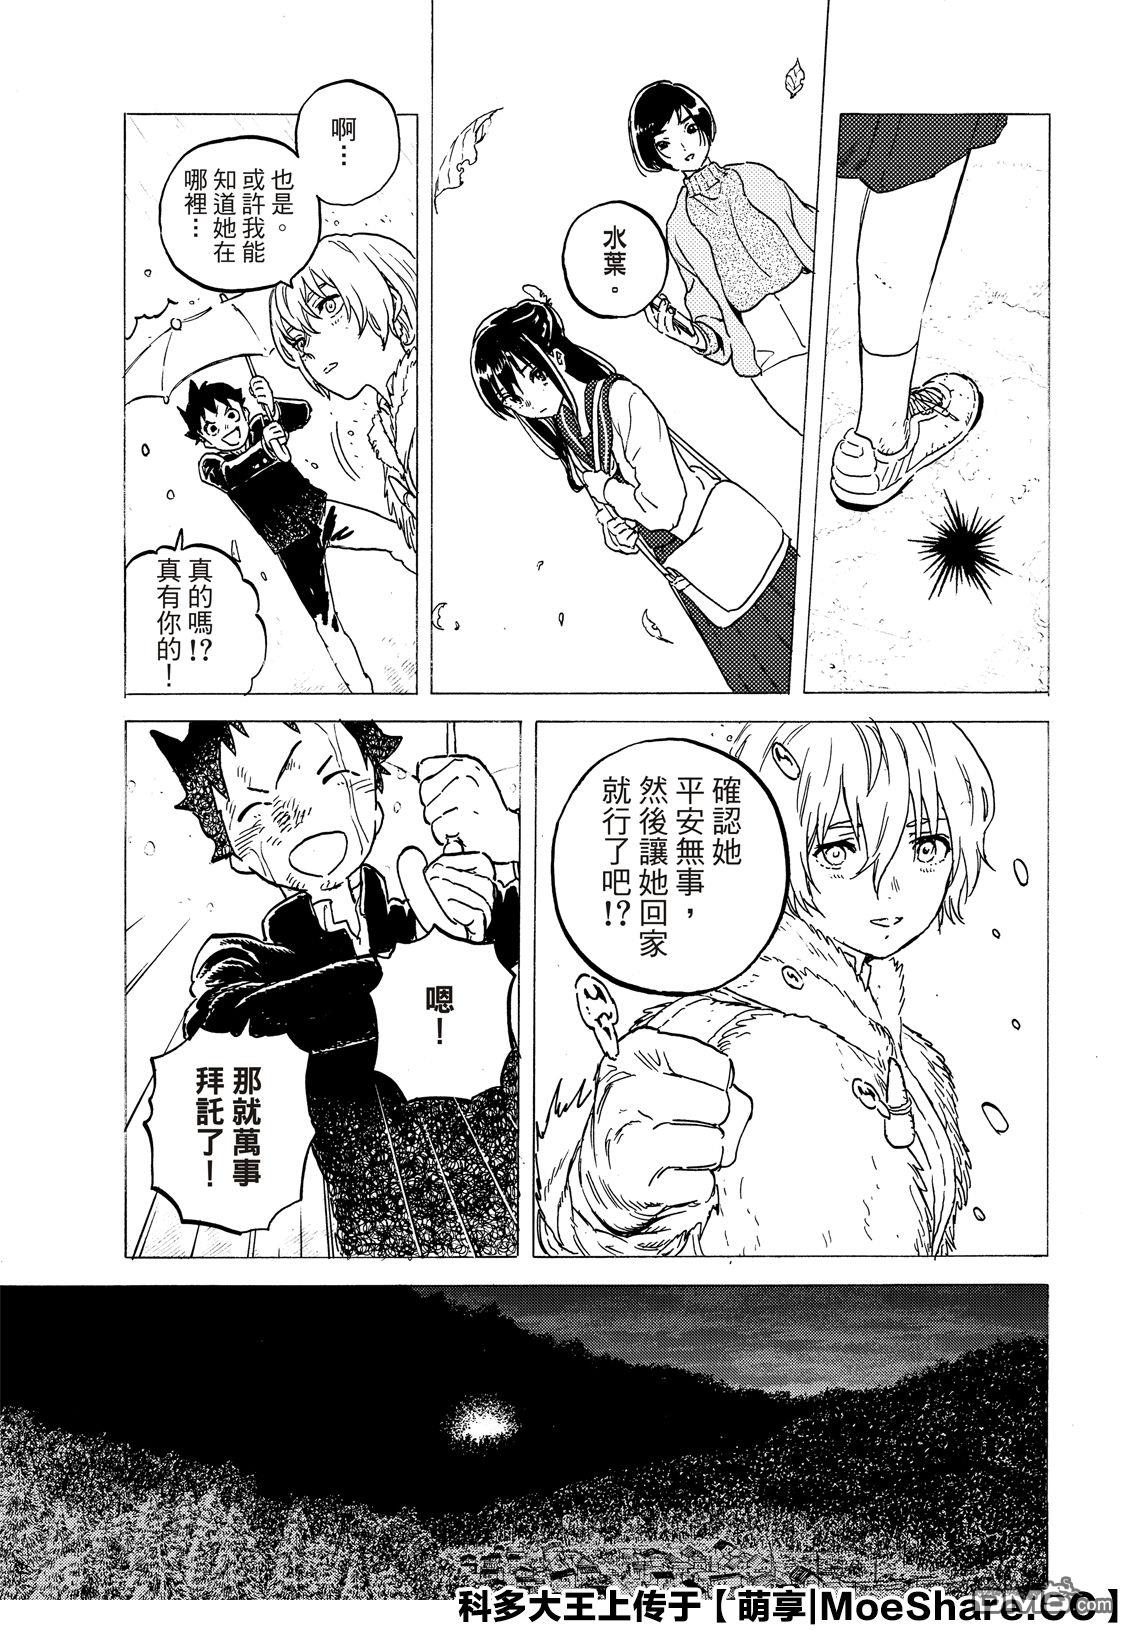 水葉。
啊…
也是。
或許我能
知道她在
哪裡…
真的嗎!?
真有你的！
確認她
平安無事，
然後讓她回家
就行了吧!?
嗯！
那就萬事
拜託了！
科多大王上传于【萌享|MoeShare.CC】